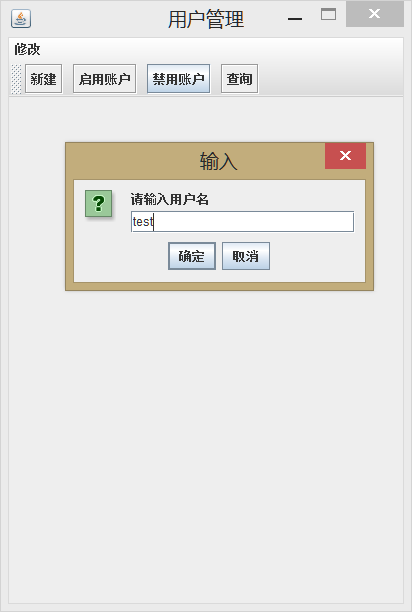 用户管理
修改
新建 启用账户 禁用账户 查询
输入
?
请输入用户名
test
确定 取消